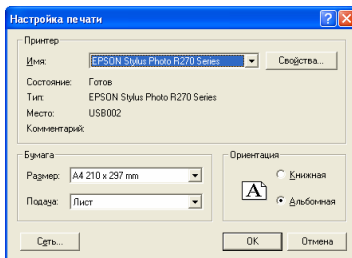 Настройка печати
Принтер
Имя: EPSON Stylus Photo R270 Series Свойства...
Состояние: Готов
Тип: EPSON Stylus Photo R270 Series
Место: USB002
Комментарий:
Бумага
Размер: A4 210 x 297 mm
Подача: Лист
Ориентация
A
Книжная
Альбомная
Сеть... OK Отмена